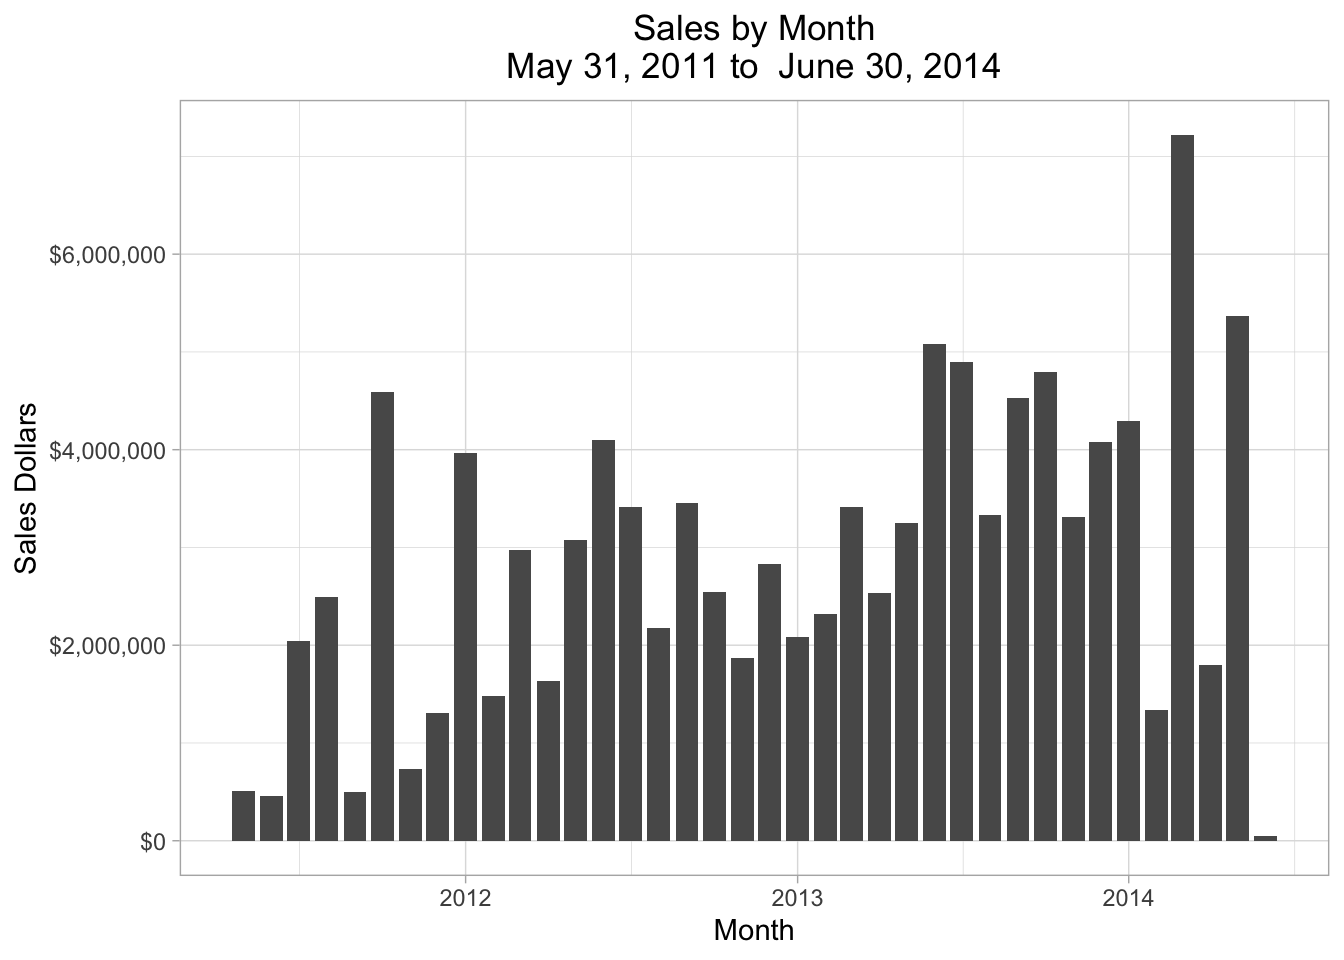 Sales by Month
May 31, 2011 to  June 30, 2014
Sales Dollars
$6,000,000
$4,000,000
$2,000,000
$0
2012 2013 2014
Month